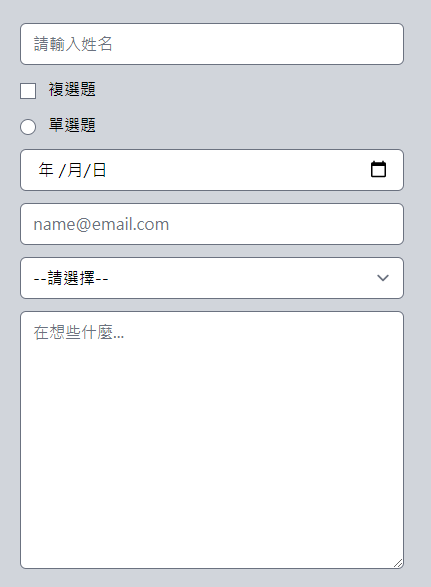 請輸入姓名
複選題
單選題
年 /月/日
name@email.com
--請選擇--
在想些什麼...